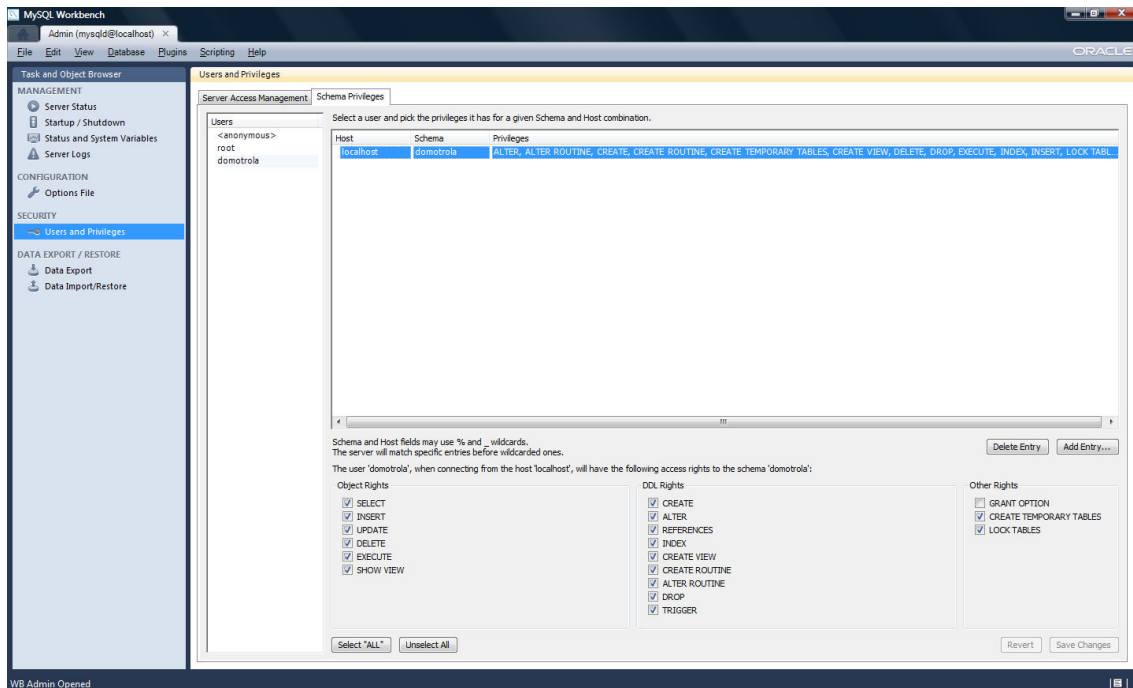 MySQL Workbench
Admin (mysqld@localhost) ×
File Edit View Database Plugins Scripting Help
ORACLE
Task and Object Browser
MANAGEMENT
Server Status
Startup / Shutdown
Status and System Variables
Server Logs
CONFIGURATION
Options File
SECURITY
Users and Privileges
DATA EXPORT / RESTORE
Data Export
Data Import/Restore
Users and Privileges
Server Access Management Schema Privileges
Users
<anonymous>
root
domotrola
Select a user and pick the privileges it has for a given Schema and Host combination.
Host Schema Privileges
localhost domotrola ALTER, ALTER ROUTINE, CREATE, CREATE ROUTINE, CREATE TEMPORARY TABLES, CREATE VIEW, DELETE, DROP, EXECUTE, INDEX, INSERT, LOCK TABL...
Schema and Host fields may use % and _ wildcards.
The server will match specific entries before wildcarded ones.
Delete Entry Add Entry...
The user 'domotrola', when connecting from the host 'localhost', will have the following access rights to the schema 'domotrola':
Object Rights
SELECT
INSERT
UPDATE
DELETE
EXECUTE
SHOW VIEW
DDL Rights
CREATE
ALTER
REFERENCES
INDEX
CREATE VIEW
CREATE ROUTINE
ALTER ROUTINE
DROP
TRIGGER
Other Rights
GRANT OPTION
CREATE TEMPORARY TABLES
LOCK TABLES
Select "ALL" Unselect All
Revert Save Changes
WB Admin Opened